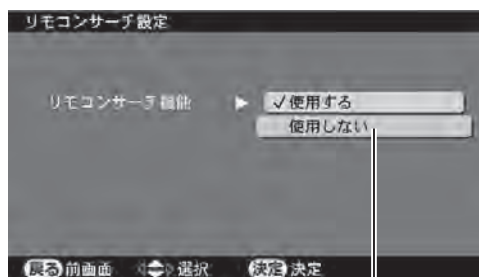 リモコンサーチ設定
リモコンサーチ機能 ▶ ✓使用する
使用しない
戻る 前画面 選択 決定 決定